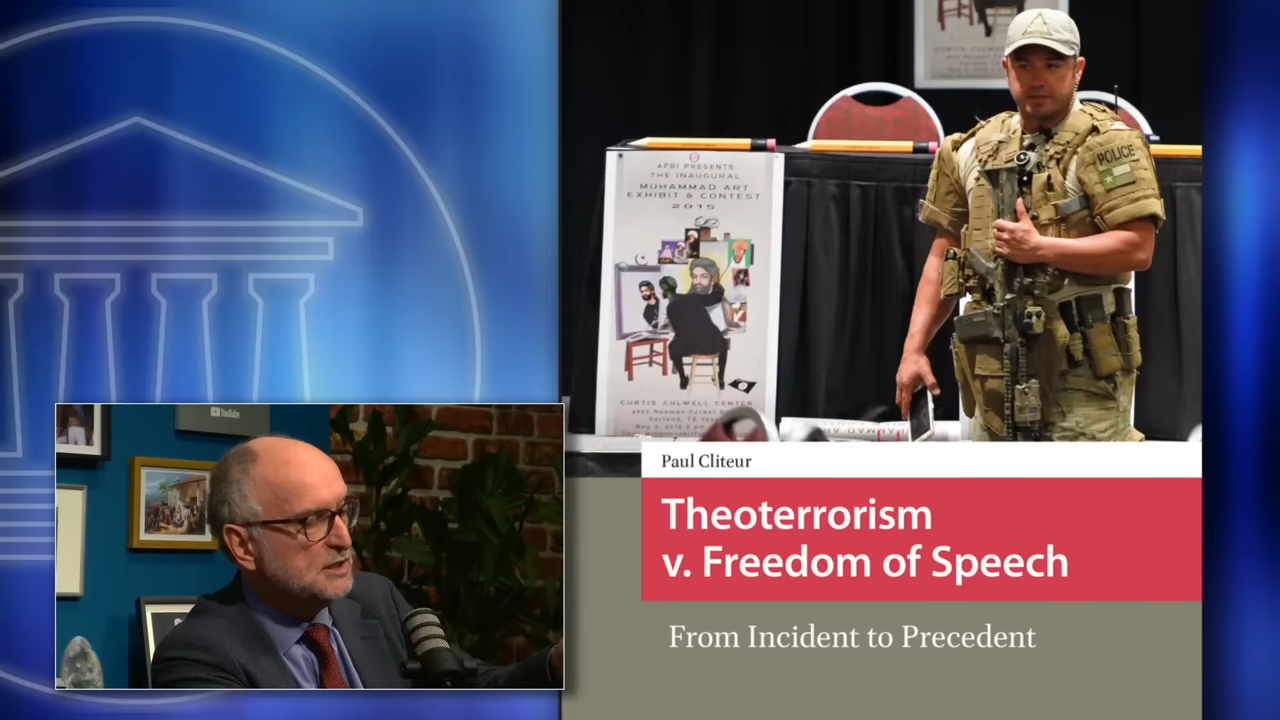 AFDI PRESENTS
THE INAUGURAL
MUHAMMAD ART
EXHIBIT & CONTEST
2015
CURTIS CULWELL CENTER
POLICE
Paul Cliteur
Theoterrorism
v. Freedom of Speech
From Incident to Precedent
YouTube